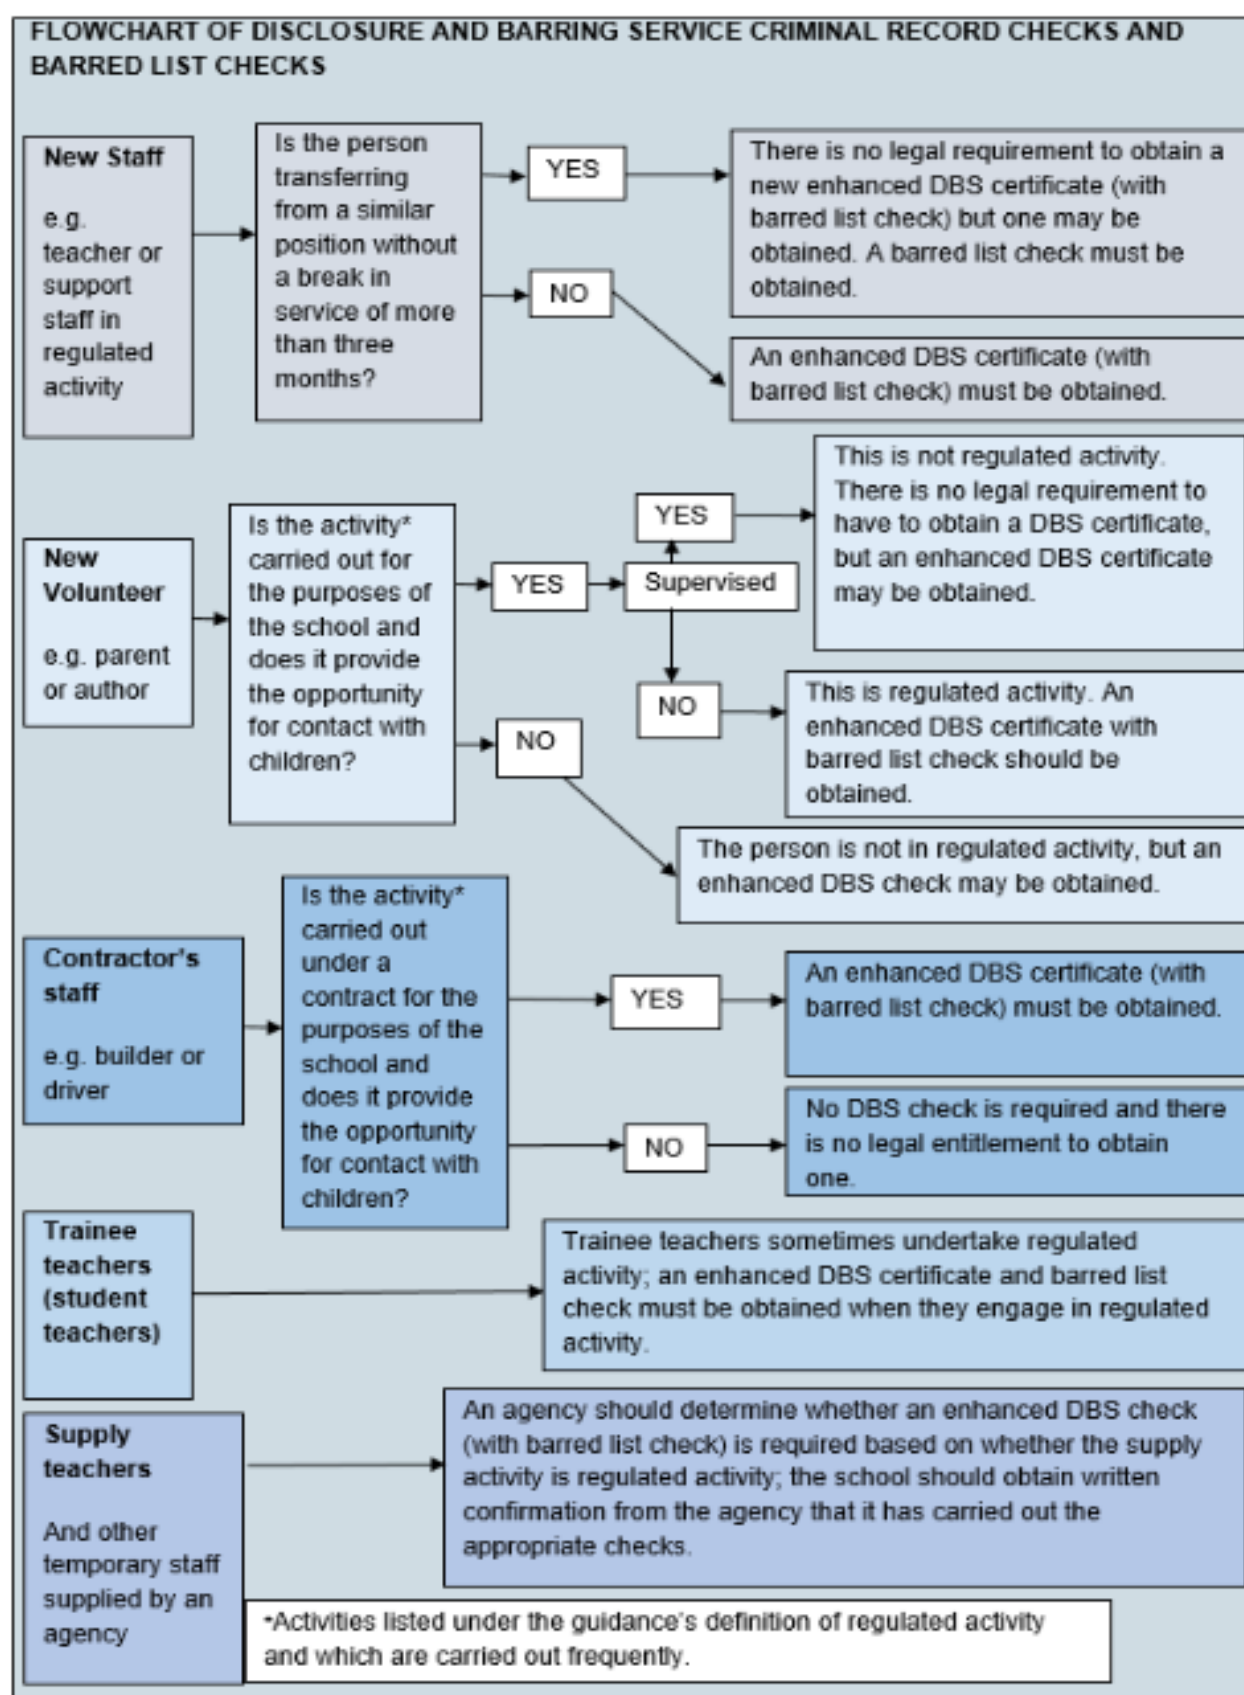 FLOWCHART OF DISCLOSURE AND BARRING SERVICE CRIMINAL RECORD CHECKS AND
BARRED LIST CHECKS
New Staff
e.g.
teacher or
support
staff in
regulated
activity
Is the person
transferring
from a similar
position without
a break in
service of more
than three
months?
YES
There is no legal requirement to obtain a
new enhanced DBS certificate (with
barred list check) but one may be
obtained. A barred list check must be
obtained.
NO
An enhanced DBS certificate (with
barred list check) must be obtained.
New
Volunteer
e.g. parent
or author
Is the activity*
carried out for
the purposes of
the school and
does it provide
the opportunity
for contact with
children?
YES
Supervised
YES
This is not regulated activity.
There is no legal requirement to
have to obtain a DBS certificate,
but an enhanced DBS certificate
may be obtained.
NO
This is regulated activity. An
enhanced DBS certificate with
barred list check should be
obtained.
NO
The person is not in regulated activity, but an
enhanced DBS check may be obtained.
Contractor's
staff
e.g. builder or
driver
Is the activity*
carried out
under a
contract for the
purposes of the
school and
does it provide
the opportunity
for contact with
children?
YES
An enhanced DBS certificate (with
barred list check) must be obtained.
NO
No DBS check is required and there
is no legal entitlement to obtain
one.
Trainee
teachers
(student
teachers)
Trainee teachers sometimes undertake regulated
activity; an enhanced DBS certificate and barred list
check must be obtained when they engage in regulated
activity.
Supply
teachers
And other
temporary staff
supplied by an
agency
An agency should determine whether an enhanced DBS check
(with barred list check) is required based on whether the supply
activity is regulated activity; the school should obtain written
confirmation from the agency that it has carried out the
appropriate checks.
*Activities listed under the guidance's definition of regulated activity
and which are carried out frequently.